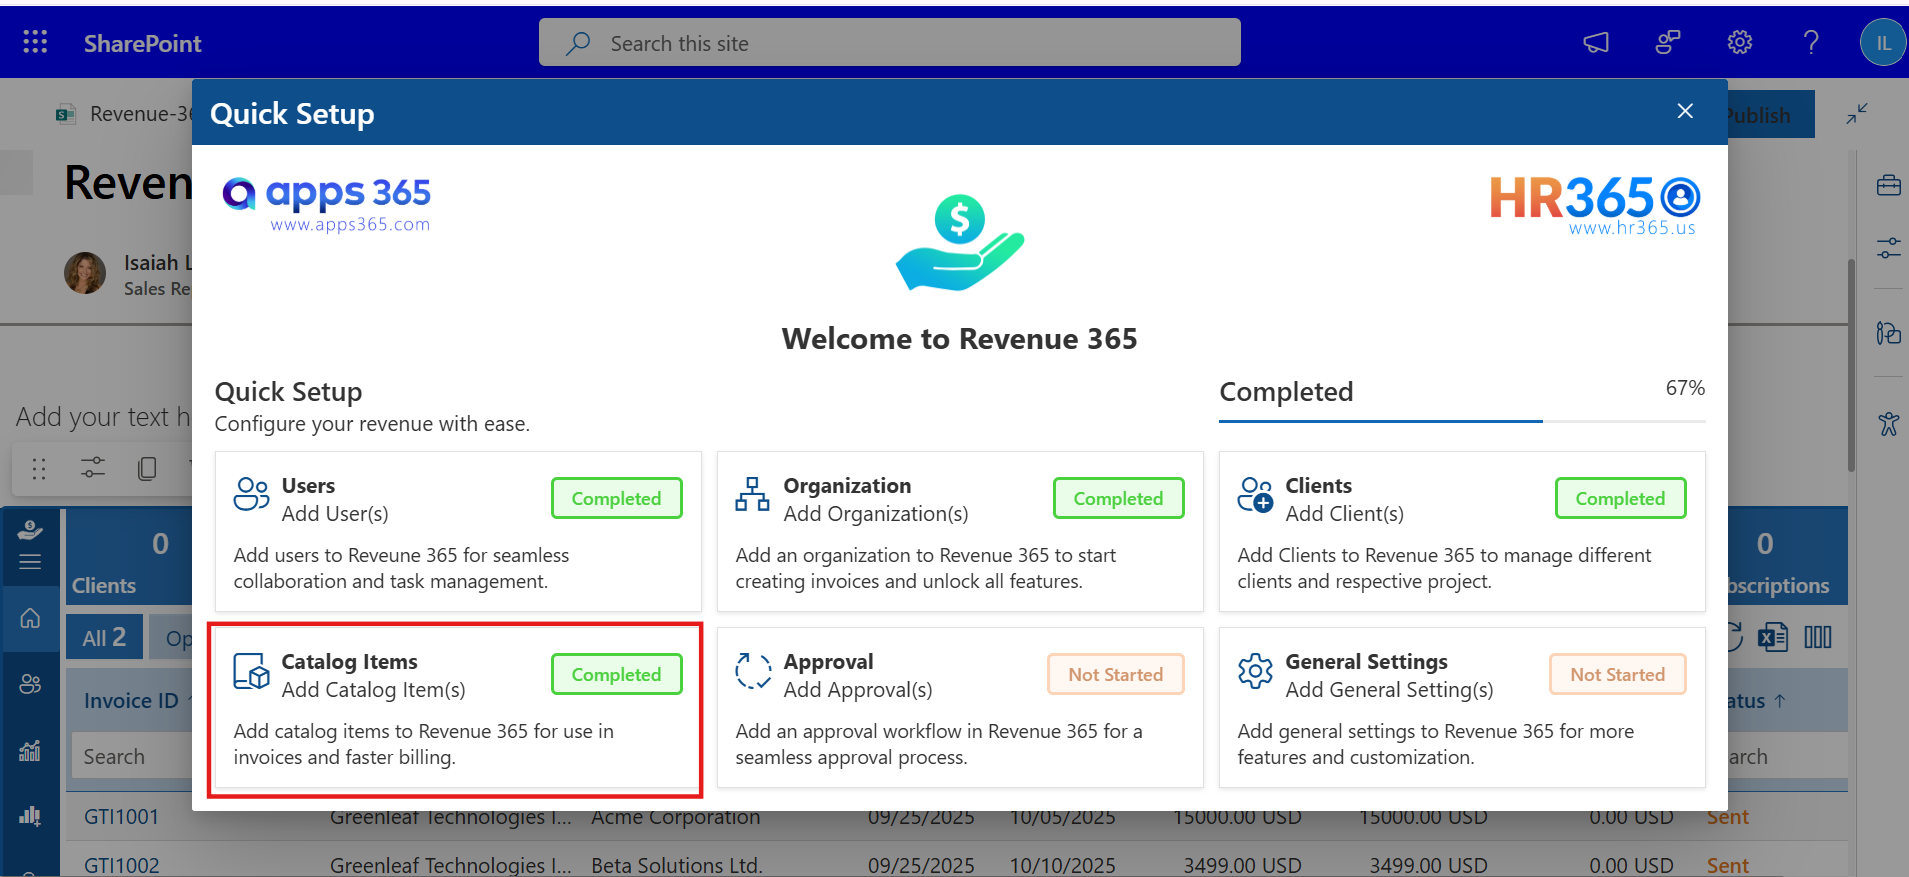 SharePoint
Search this site
IL
Revenue-36
Publish
Reven
Isaiah L
Sales Re
Add your text h
Quick Setup
apps 365
www.apps365.com
HR365
www.hr365.us
$
Welcome to Revenue 365
Quick Setup
Configure your revenue with ease.
Completed
67%
Users
Add User(s)
Completed
Add users to Reveune 365 for seamless
collaboration and task management.
Organization
Add Organization(s)
Completed
Add an organization to Revenue 365 to start
creating invoices and unlock all features.
Clients
Add Client(s)
Completed
Add Clients to Revenue 365 to manage different
clients and respective project.
Catalog Items
Add Catalog Item(s)
Completed
Add catalog items to Revenue 365 for use in
invoices and faster billing.
Approval
Add Approval(s)
Not Started
Add an approval workflow in Revenue 365 for a
seamless approval process.
General Settings
Add General Setting(s)
Not Started
Add general settings to Revenue 365 for more
features and customization.
0
Clients
0
bscriptions
All 2
Op
Invoice ID
atus
Search
arch
GTI1001 Greenleaf Technologies I... Acme Corporation 09/25/2025 10/05/2025 15000.00 USD 15000.00 USD 0.00 USD Sent
GTI1002 Greenleaf Technologies I... Beta Solutions Ltd. 09/25/2025 10/10/2025 3499.00 USD 3499.00 USD 0.00 USD Sent